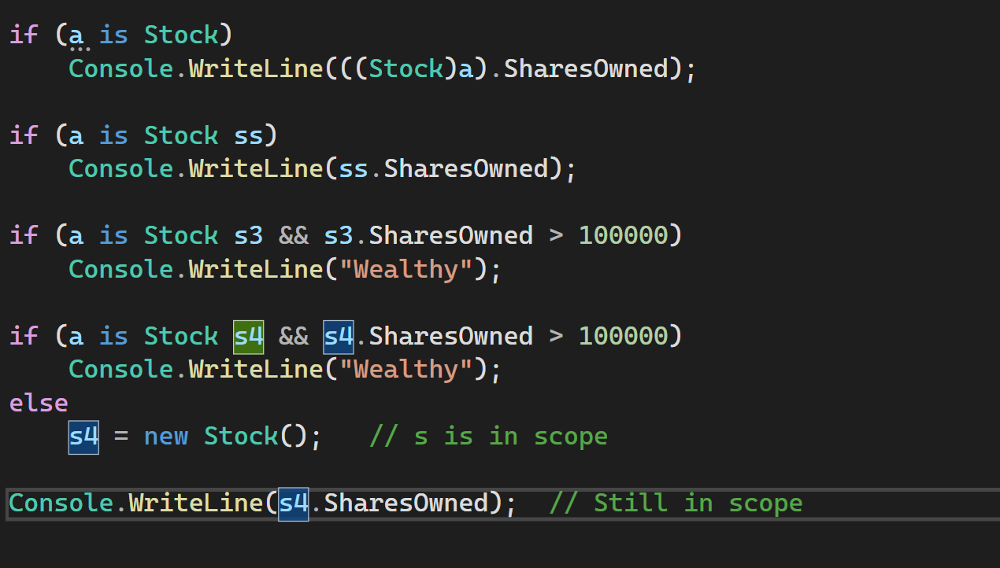 if (a is Stock)
    Console.WriteLine(((Stock)a).SharesOwned);

if (a is Stock ss)
    Console.WriteLine(ss.SharesOwned);

if (a is Stock s3 && s3.SharesOwned > 100000)
    Console.WriteLine("Wealthy");

if (a is Stock s4 && s4.SharesOwned > 100000)
    Console.WriteLine("Wealthy");
else
    s4 = new Stock();   // s is in scope

Console.WriteLine(s4.SharesOwned);  // Still in scope